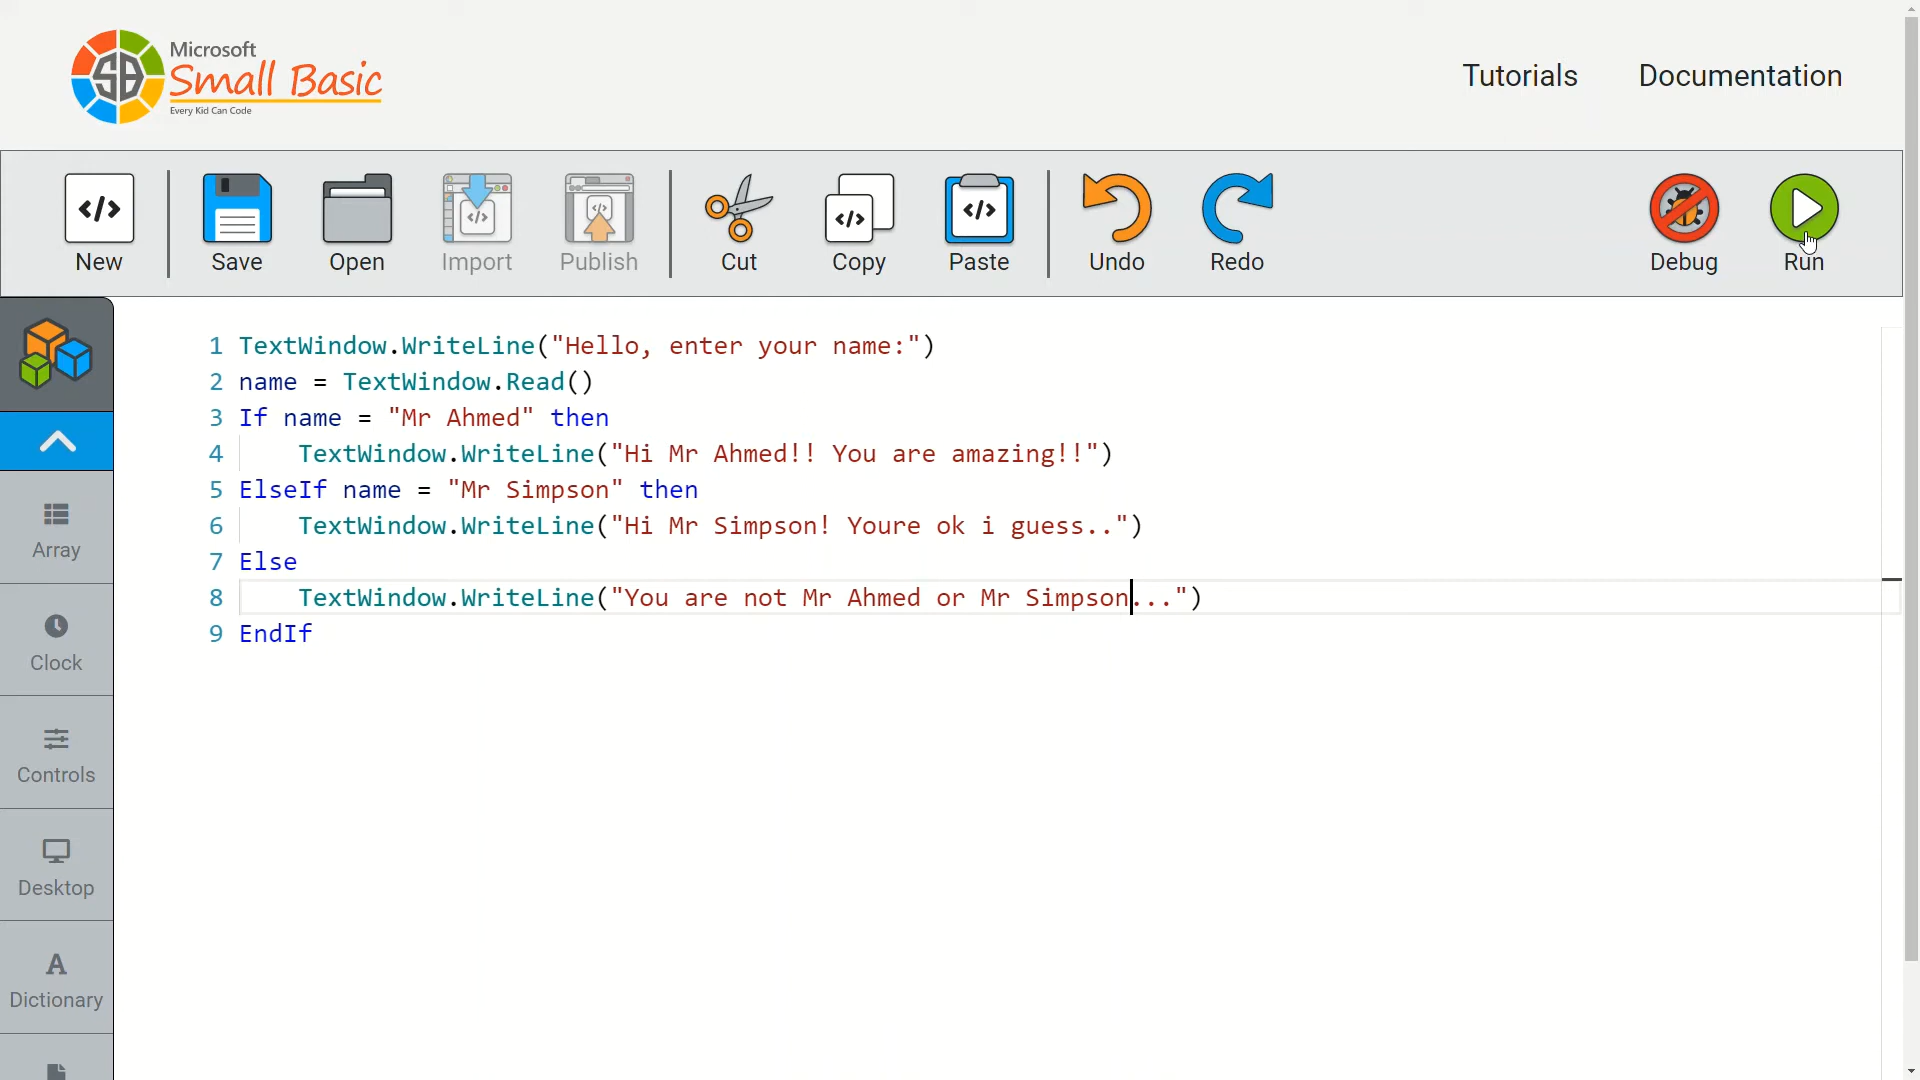 Microsoft
Small Basic
Every Kid Can Code
Tutorials
Documentation
New
Save
Open
Import
Publish
Cut
Copy
Paste
Undo
Redo
Debug
Run
Array
Clock
Controls
Desktop
Dictionary
1 TextWindow.WriteLine("Hello, enter your name:")
2 name = TextWindow.Read()
3 If name = "Mr Ahmed" then
4 TextWindow.WriteLine("Hi Mr Ahmed!! You are amazing!!")
5 ElseIf name = "Mr Simpson" then
6 TextWindow.WriteLine("Hi Mr Simpson! Youre ok i guess..")
7 Else
8 TextWindow.WriteLine("You are not Mr Ahmed or Mr Simpson...")
9 EndIf